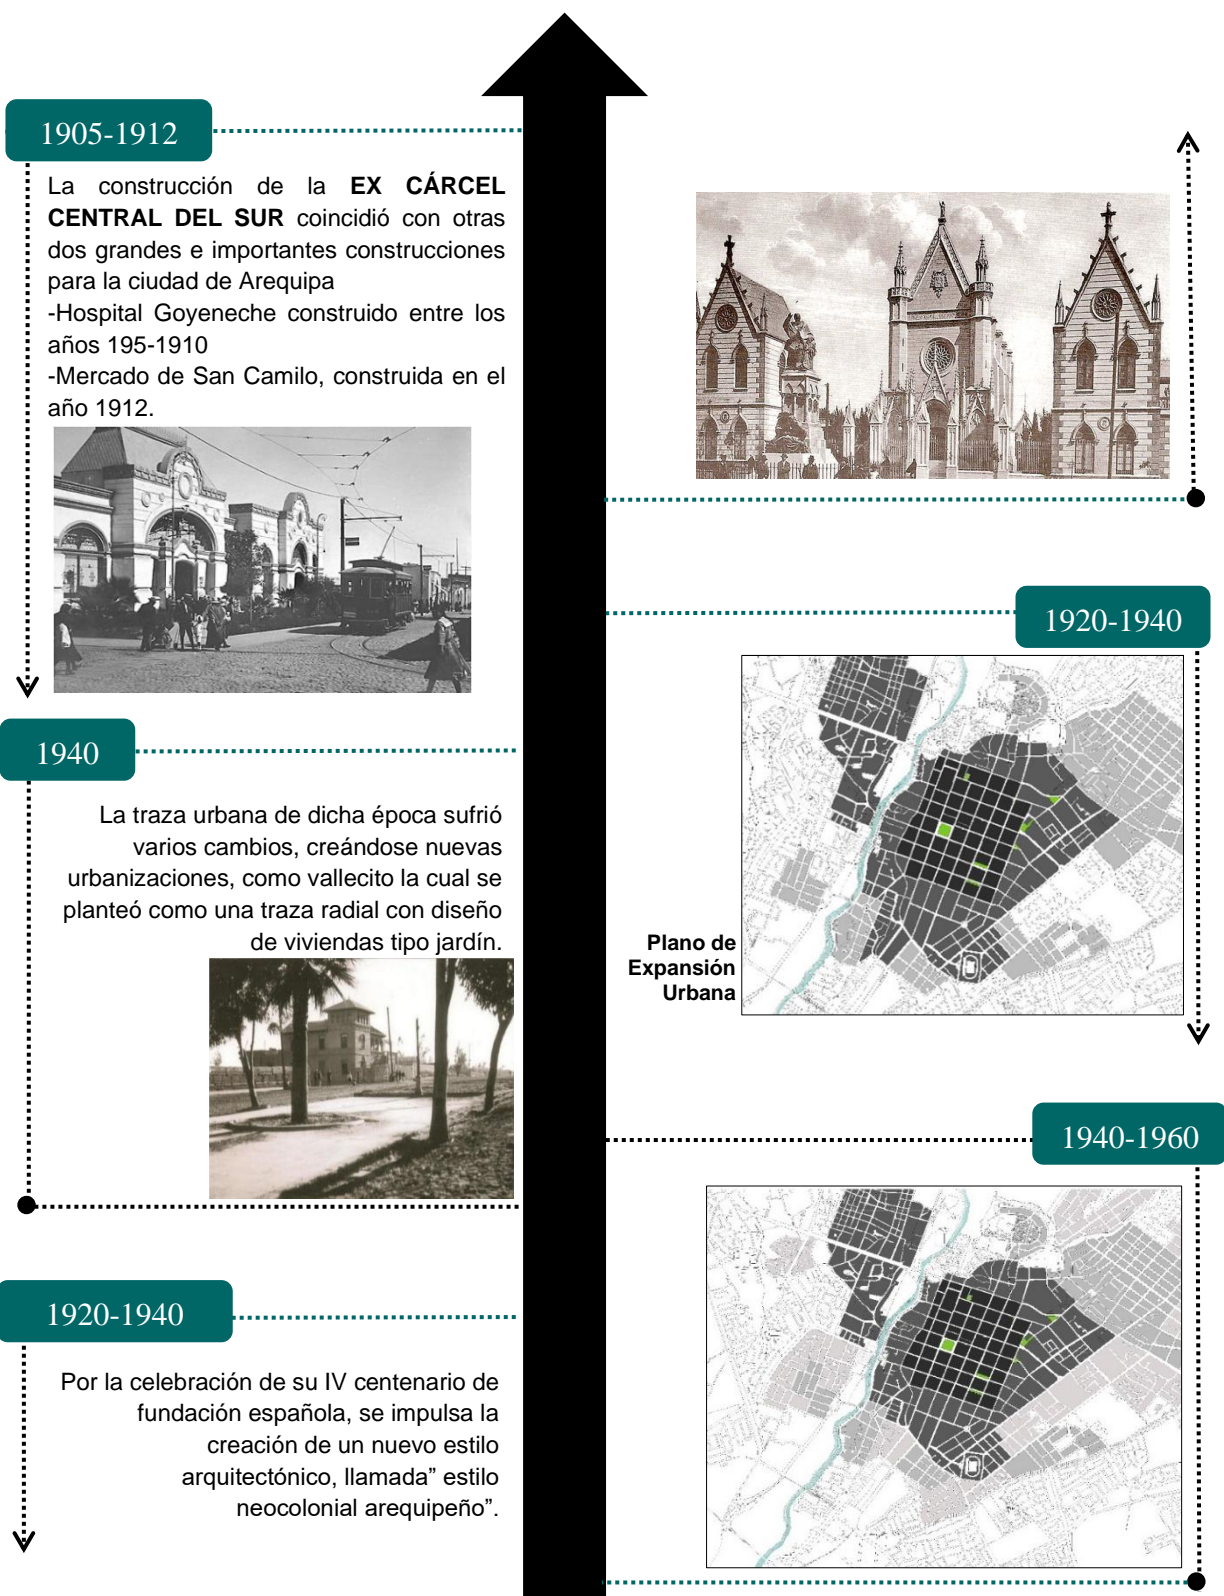 1905-1912
La construcción de la EX CÁRCEL
CENTRAL DEL SUR coincidió con otras
dos grandes e importantes construcciones
para la ciudad de Arequipa
-Hospital Goyeneche construido entre los
años 195-1910
-Mercado de San Camilo, construida en el
año 1912.
1940
La traza urbana de dicha época sufrió
varios cambios, creándose nuevas
urbanizaciones, como vallecito la cual se
planteó como una traza radial con diseño
de viviendas tipo jardín.
1920-1940
Por la celebración de su IV centenario de
fundación española, se impulsa la
creación de un nuevo estilo
arquitectónico, llamada” estilo
neocolonial arequipeño”.
1920-1940
Plano de
Expansión
Urbana
1940-1960